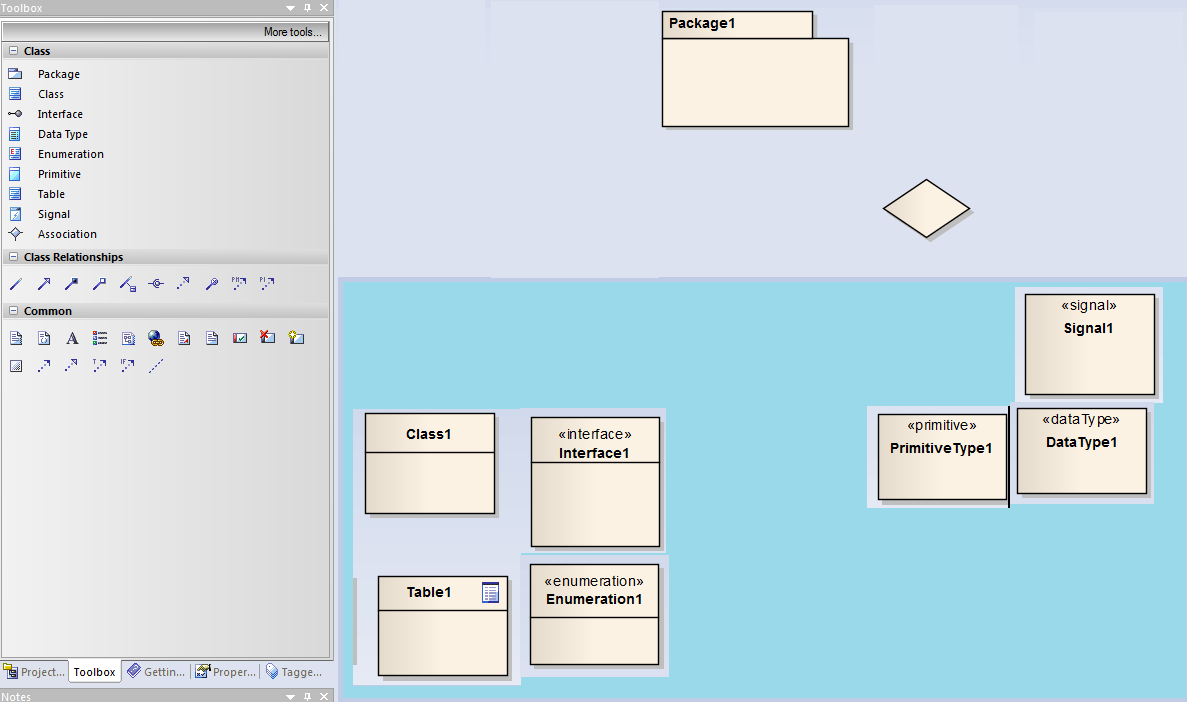 Toolbox
More tools...
Class
Package
Class
Interface
Data Type
Enumeration
Primitive
Table
Signal
Association
Class Relationships
Common
Project...
Toolbox
Gettin...
Proper...
Tagge...
Notes
Package1
«signal»
Signal1
Class1
«interface»
Interface1
«primitive»
PrimitiveType1
«dataType»
DataType1
Table1
«enumeration»
Enumeration1